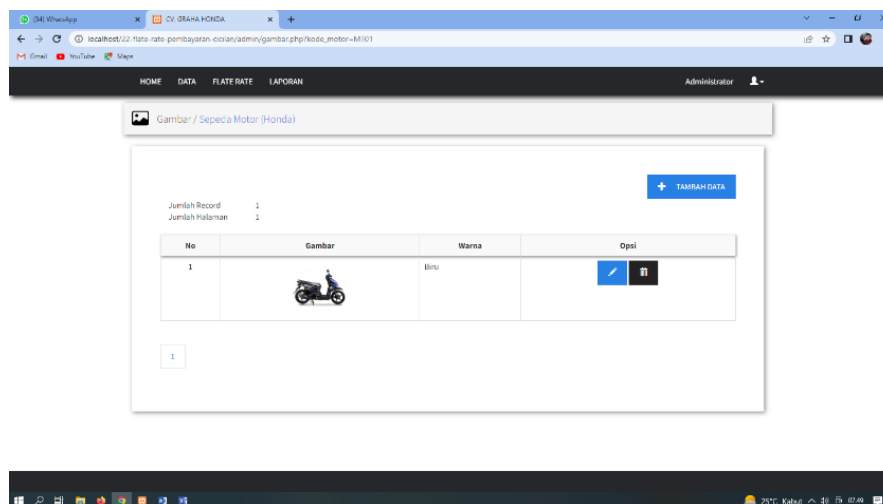 (34) WhatsApp
CV. GRAHA HONDA
localhost/22-flate-rate-pembayaran-cicilan/admin/gambar.php?kode_motor=MT01
Gmail YouTube Maps
HOME DATA FLATE RATE LAPORAN Administrator
Gambar / Sepeda Motor (Honda)
TAMBAH DATA
Jumlah Record 1
Jumlah Halaman 1
No Gambar Warna Opsi
1 Biru
1
25°C Kabut 07.49